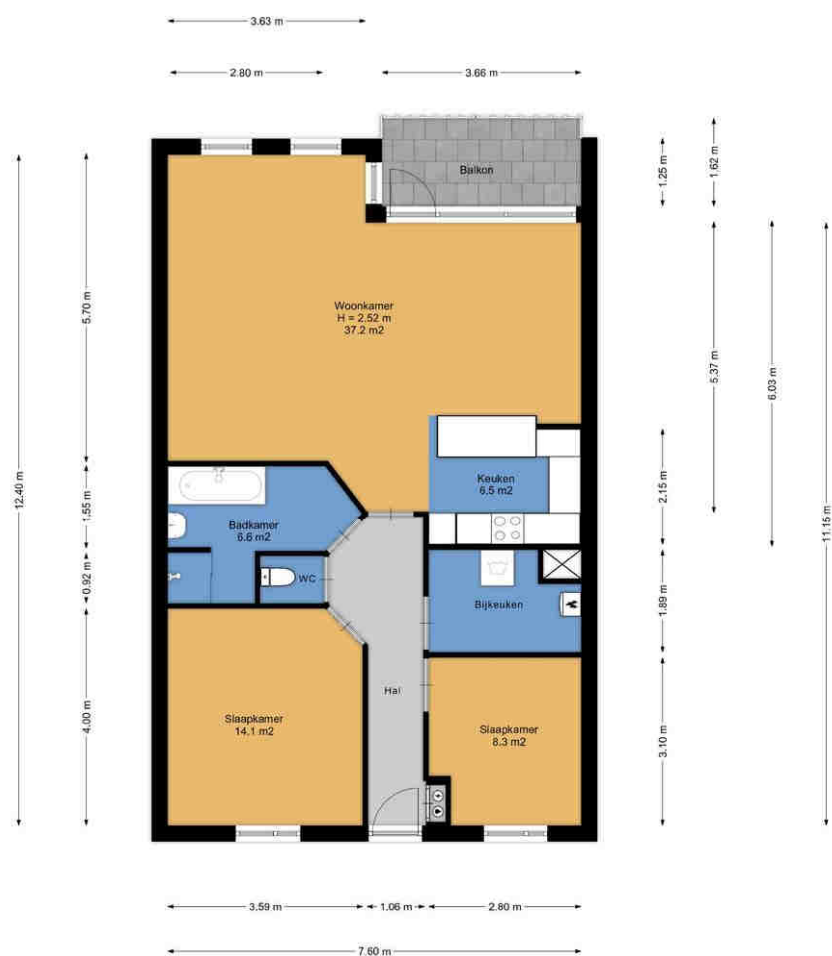 3.63 m
2.80 m
3.66 m
Balkon
1.25 m
1.62 m
Woonkamer
H = 2.52 m
37.2 m2
5.70 m
5.37 m
6.03 m
12.40 m
11.15 m
Keuken
6.5 m2
2.15 m
Badkamer
6.6 m2
1.55 m
WC
0.92 m
Bijkeuken
1.89 m
Hal
Slaapkamer
14.1 m2
4.00 m
Slaapkamer
8.3 m2
3.10 m
3.59 m
1.06 m
2.80 m
7.60 m